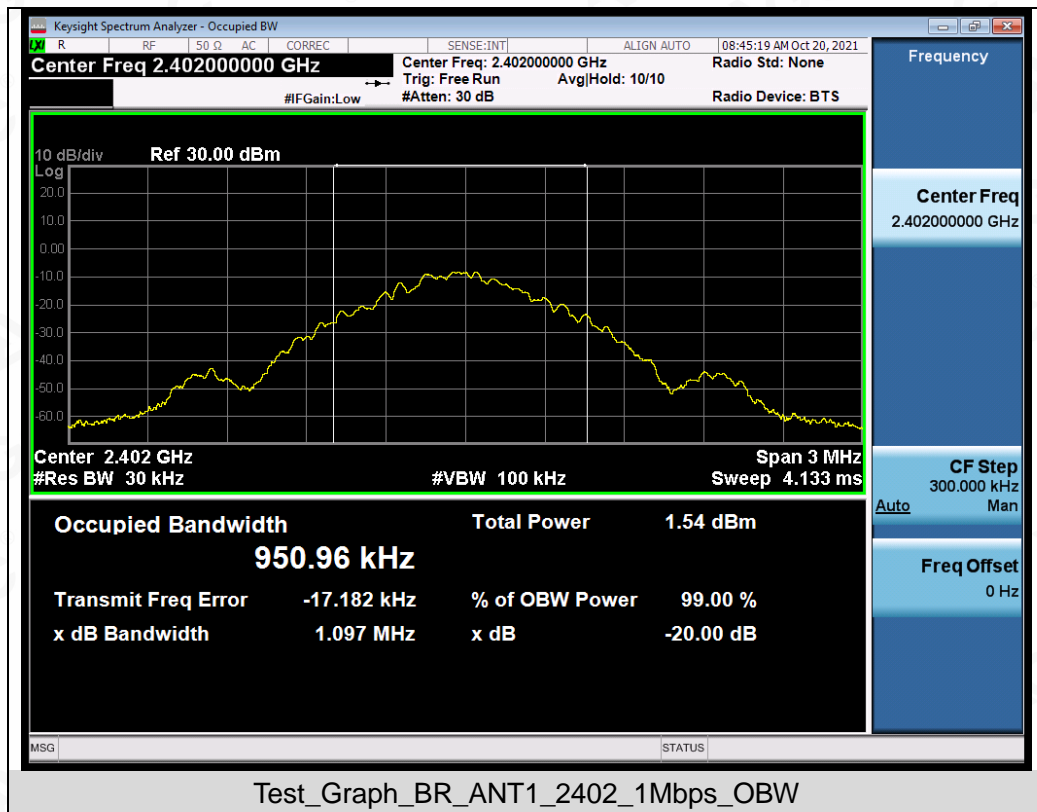 Keysight Spectrum Analyzer - Occupied BW
LXI R RF 50 Ω AC CORREC SENSE:INT ALIGN AUTO 08:45:19 AM Oct 20, 2021
Center Freq 2.402000000 GHz
Center Freq: 2.402000000 GHz Radio Std: None
Trig: Free Run Avg|Hold: 10/10
#IFGain:Low #Atten: 30 dB Radio Device: BTS
10 dB/div Ref 30.00 dBm
Log
20.0
10.0
0.00
-10.0
-20.0
-30.0
-40.0
-50.0
-60.0
Center 2.402 GHz Span 3 MHz
#Res BW 30 kHz #VBW 100 kHz Sweep 4.133 ms
Occupied Bandwidth Total Power 1.54 dBm
950.96 kHz
Transmit Freq Error -17.182 kHz % of OBW Power 99.00 %
x dB Bandwidth 1.097 MHz x dB -20.00 dB
Frequency
Center Freq
2.402000000 GHz
CF Step
300.000 kHz
Auto Man
Freq Offset
0 Hz
MSG STATUS
Test_Graph_BR_ANT1_2402_1Mbps_OBW